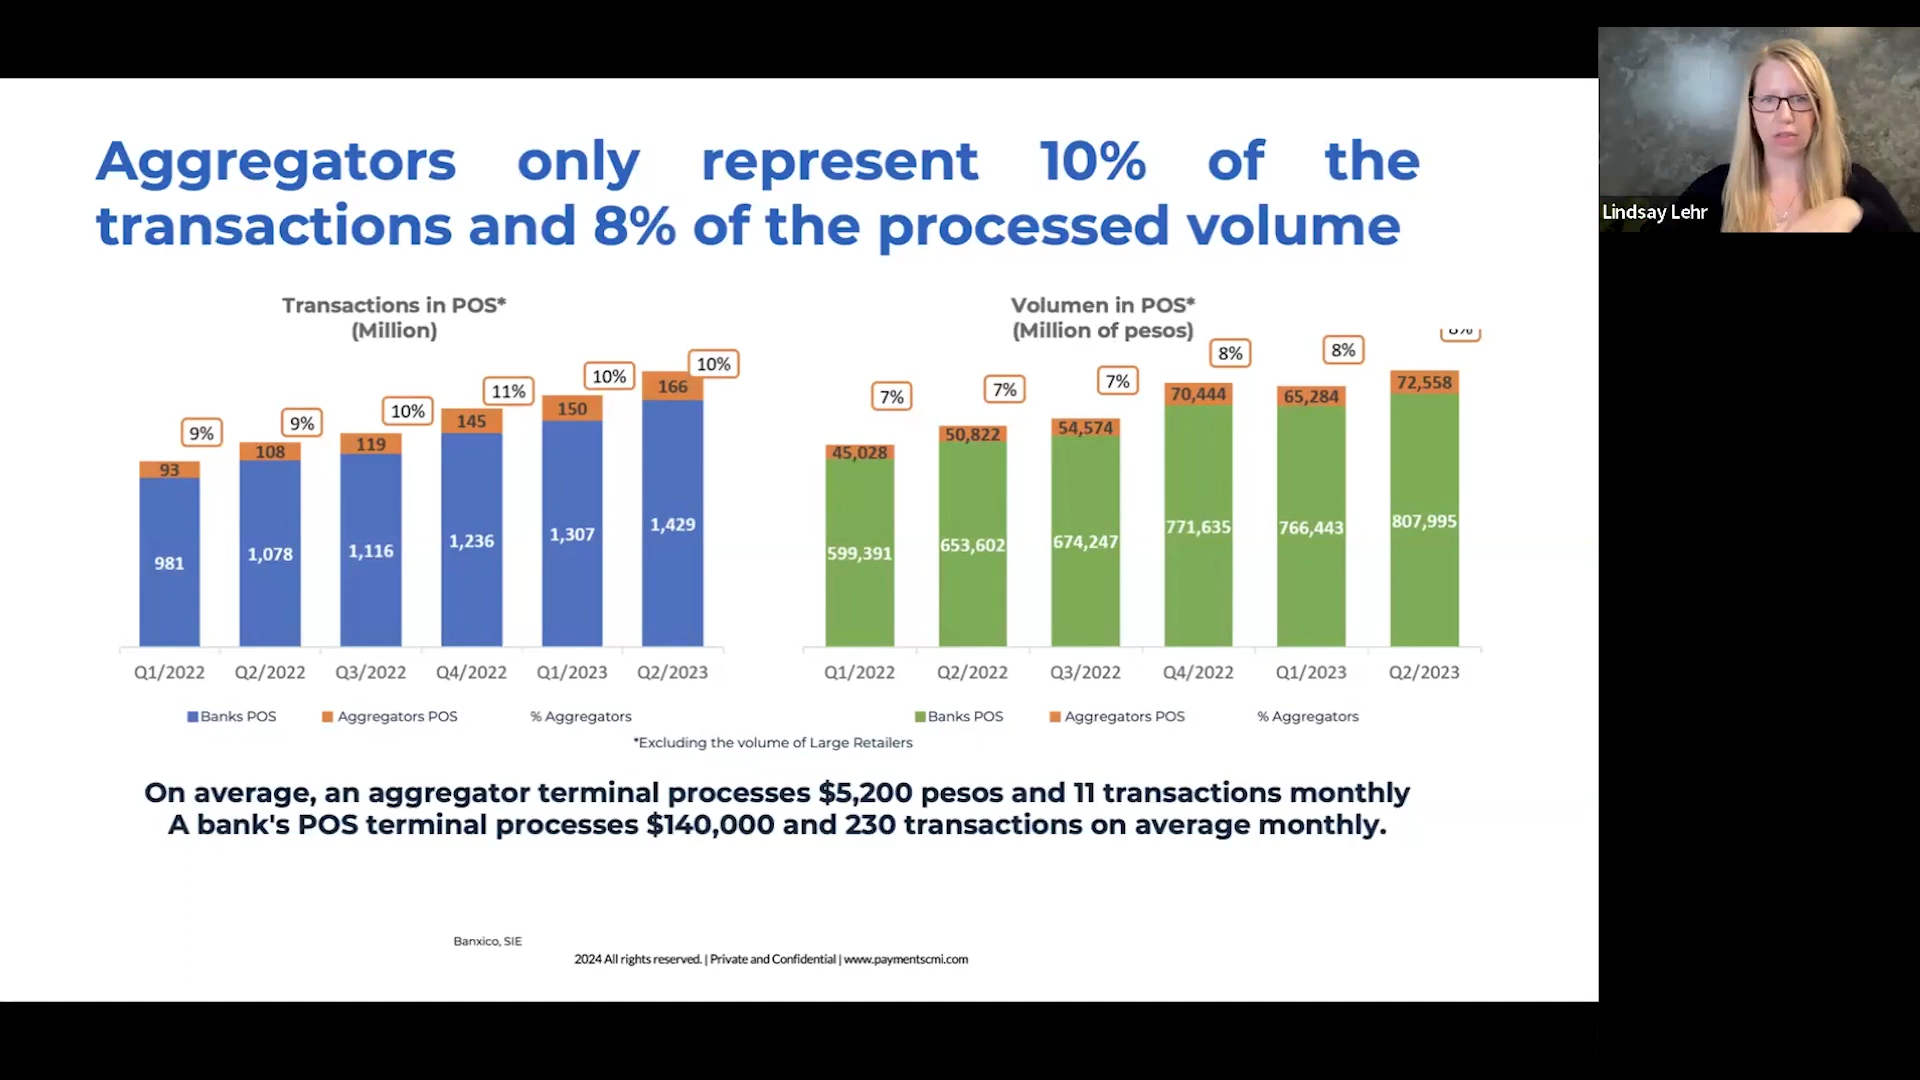 Aggregators only represent 10% of the
transactions and 8% of the processed volume
Lindsay Lehr
Transactions in POS*
(Million)
9%
9%
10%
11%
10%
10%
93
108
119
145
150
166
981
1,078
1,116
1,236
1,307
1,429
Q1/2022
Q2/2022
Q3/2022
Q4/2022
Q1/2023
Q2/2023
Banks POS
Aggregators POS
% Aggregators
Volumen in POS*
(Million of pesos)
7%
7%
7%
8%
8%
45,028
50,822
54,574
70,444
65,284
72,558
599,391
653,602
674,247
771,635
766,443
807,995
Q1/2022
Q2/2022
Q3/2022
Q4/2022
Q1/2023
Q2/2023
Banks POS
Aggregators POS
% Aggregators
*Excluding the volume of Large Retailers
On average, an aggregator terminal processes $5,200 pesos and 11 transactions monthly
A bank's POS terminal processes $140,000 and 230 transactions on average monthly.
Banxico, SIE
2024 All rights reserved. | Private and Confidential | www.paymentscmi.com